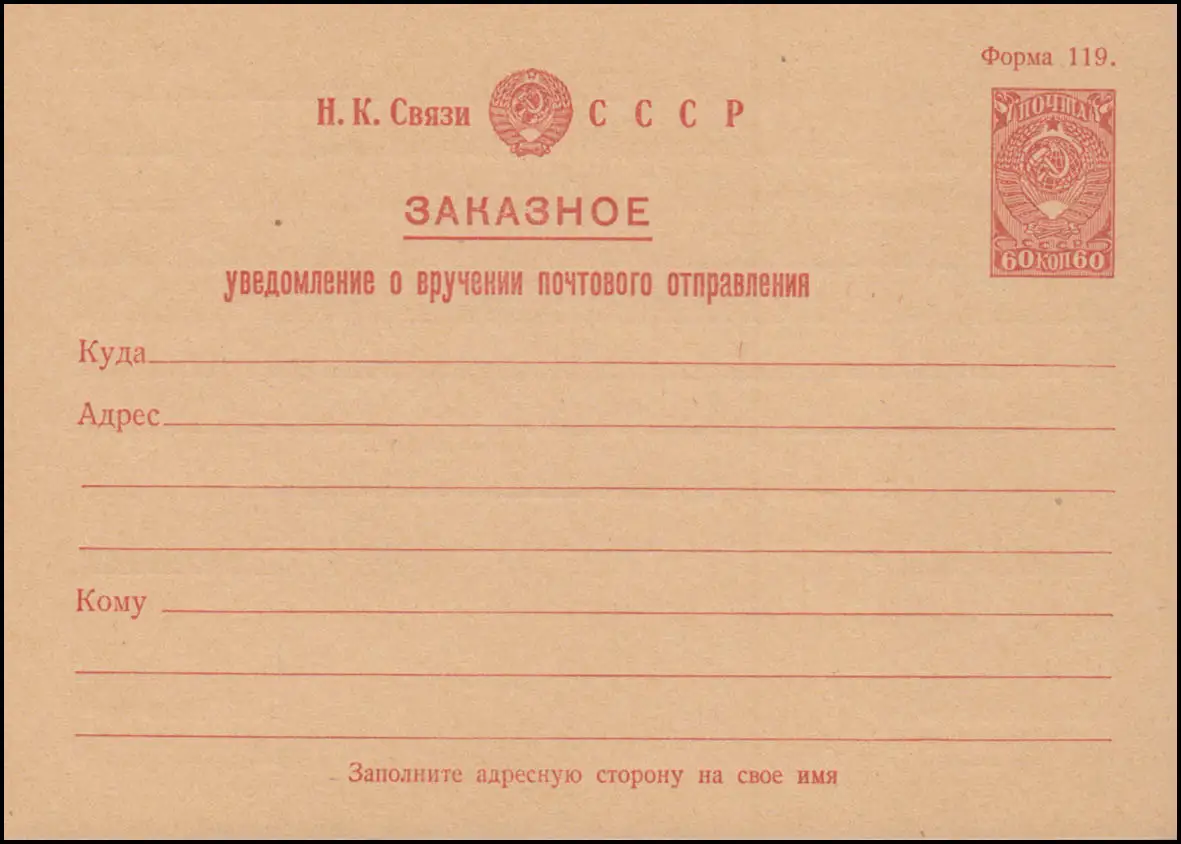 Форма 119.
Н. К. Связи СССР
ПОЧТА
СССР
60 КОП 60
ЗАКАЗНОЕ
уведомление о вручении почтового отправления
Куда
Адрес
Кому
Заполните адресную сторону на свое имя